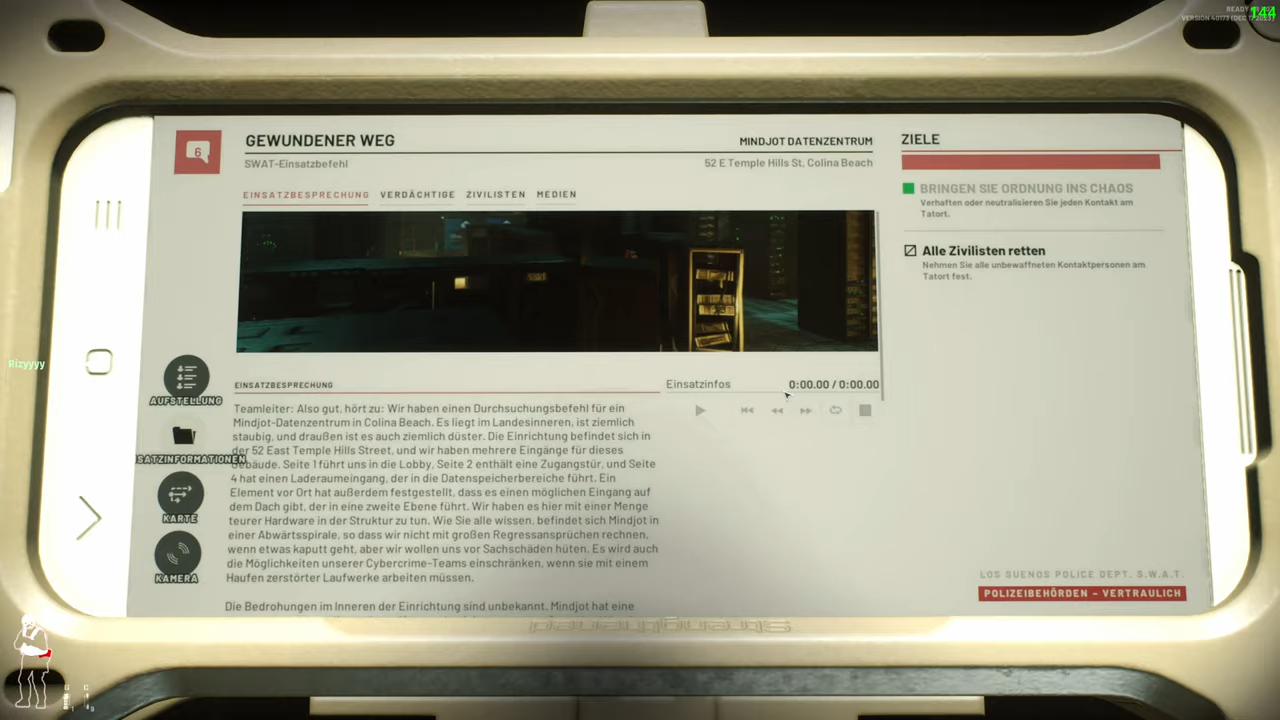 READY
VERSION 40173 (DEC
144
6
GEWUNDENER WEG
MINDJOT DATENZENTRUM
SWAT-Einsatzbefehl
52 E Temple Hills St, Colina Beach
EINSATZBESPRECHUNG VERDÄCHTIGE ZIVILISTEN MEDIEN
ZIELE
BRINGEN SIE ORDNUNG INS CHAOS
Verhaften oder neutralisieren Sie jeden Kontakt am
Tatort.
Alle Zivilisten retten
Nehmen Sie alle unbewaffneten Kontaktpersonen am
Tatort fest.
Rizyyyy
AUFSTELLUNG
SATZINFORMATIONEN
KARTE
KAMERA
EINSATZBESPRECHUNG
Einsatzinfos
0:00.00 / 0:00.00
Teamleiter: Also gut, hört zu: Wir haben einen Durchsuchungsbefehl für ein
Mindjot-Datenzentrum in Colina Beach. Es liegt im Landesinneren, ist ziemlich
staubig, und draußen ist es auch ziemlich düster. Die Einrichtung befindet sich in
der 52 East Temple Hills Street, und wir haben mehrere Eingänge für dieses
Gebäude. Seite 1 führt uns in die Lobby, Seite 2 enthält eine Zugangstür, und Seite
4 hat einen Laderaumeingang, der in die Datenspeicherbereiche führt. Ein
Element vor Ort hat außerdem festgestellt, dass es einen möglichen Eingang auf
dem Dach gibt, der in eine zweite Ebene führt. Wir haben es hier mit einer Menge
teurer Hardware in der Struktur zu tun. Wie Sie alle wissen, befindet sich Mindjot in
einer Abwärtsspirale, so dass wir nicht mit großen Regressansprüchen rechnen,
wenn etwas kaputt geht, aber wir wollen uns vor Sachschäden hüten. Es wird auch
die Möglichkeiten unserer Cybercrime-Teams einschränken, wenn sie mit einem
Haufen zerstörter Laufwerke arbeiten müssen.
Die Bedrohungen im Inneren der Einrichtung sind unbekannt. Mindjot hat eine
LOS SUENOS POLICE DEPT. S.W.A.T.
POLIZEIBEHÖRDEN – VERTRAULICH